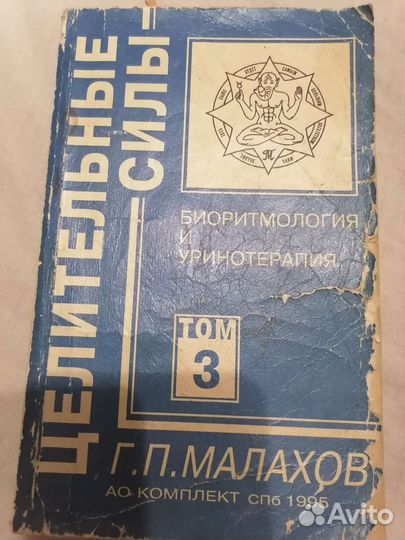 ЦЕЛИТЕЛЬНЫЕ
СИЛЫ
БИОРИТМОЛОГИЯ
И
УРИНОТЕРАПИЯ
ТОМ
3
Г.П.МАЛАХОВ
АО КОМПЛЕКТ СПб 1995
Avito